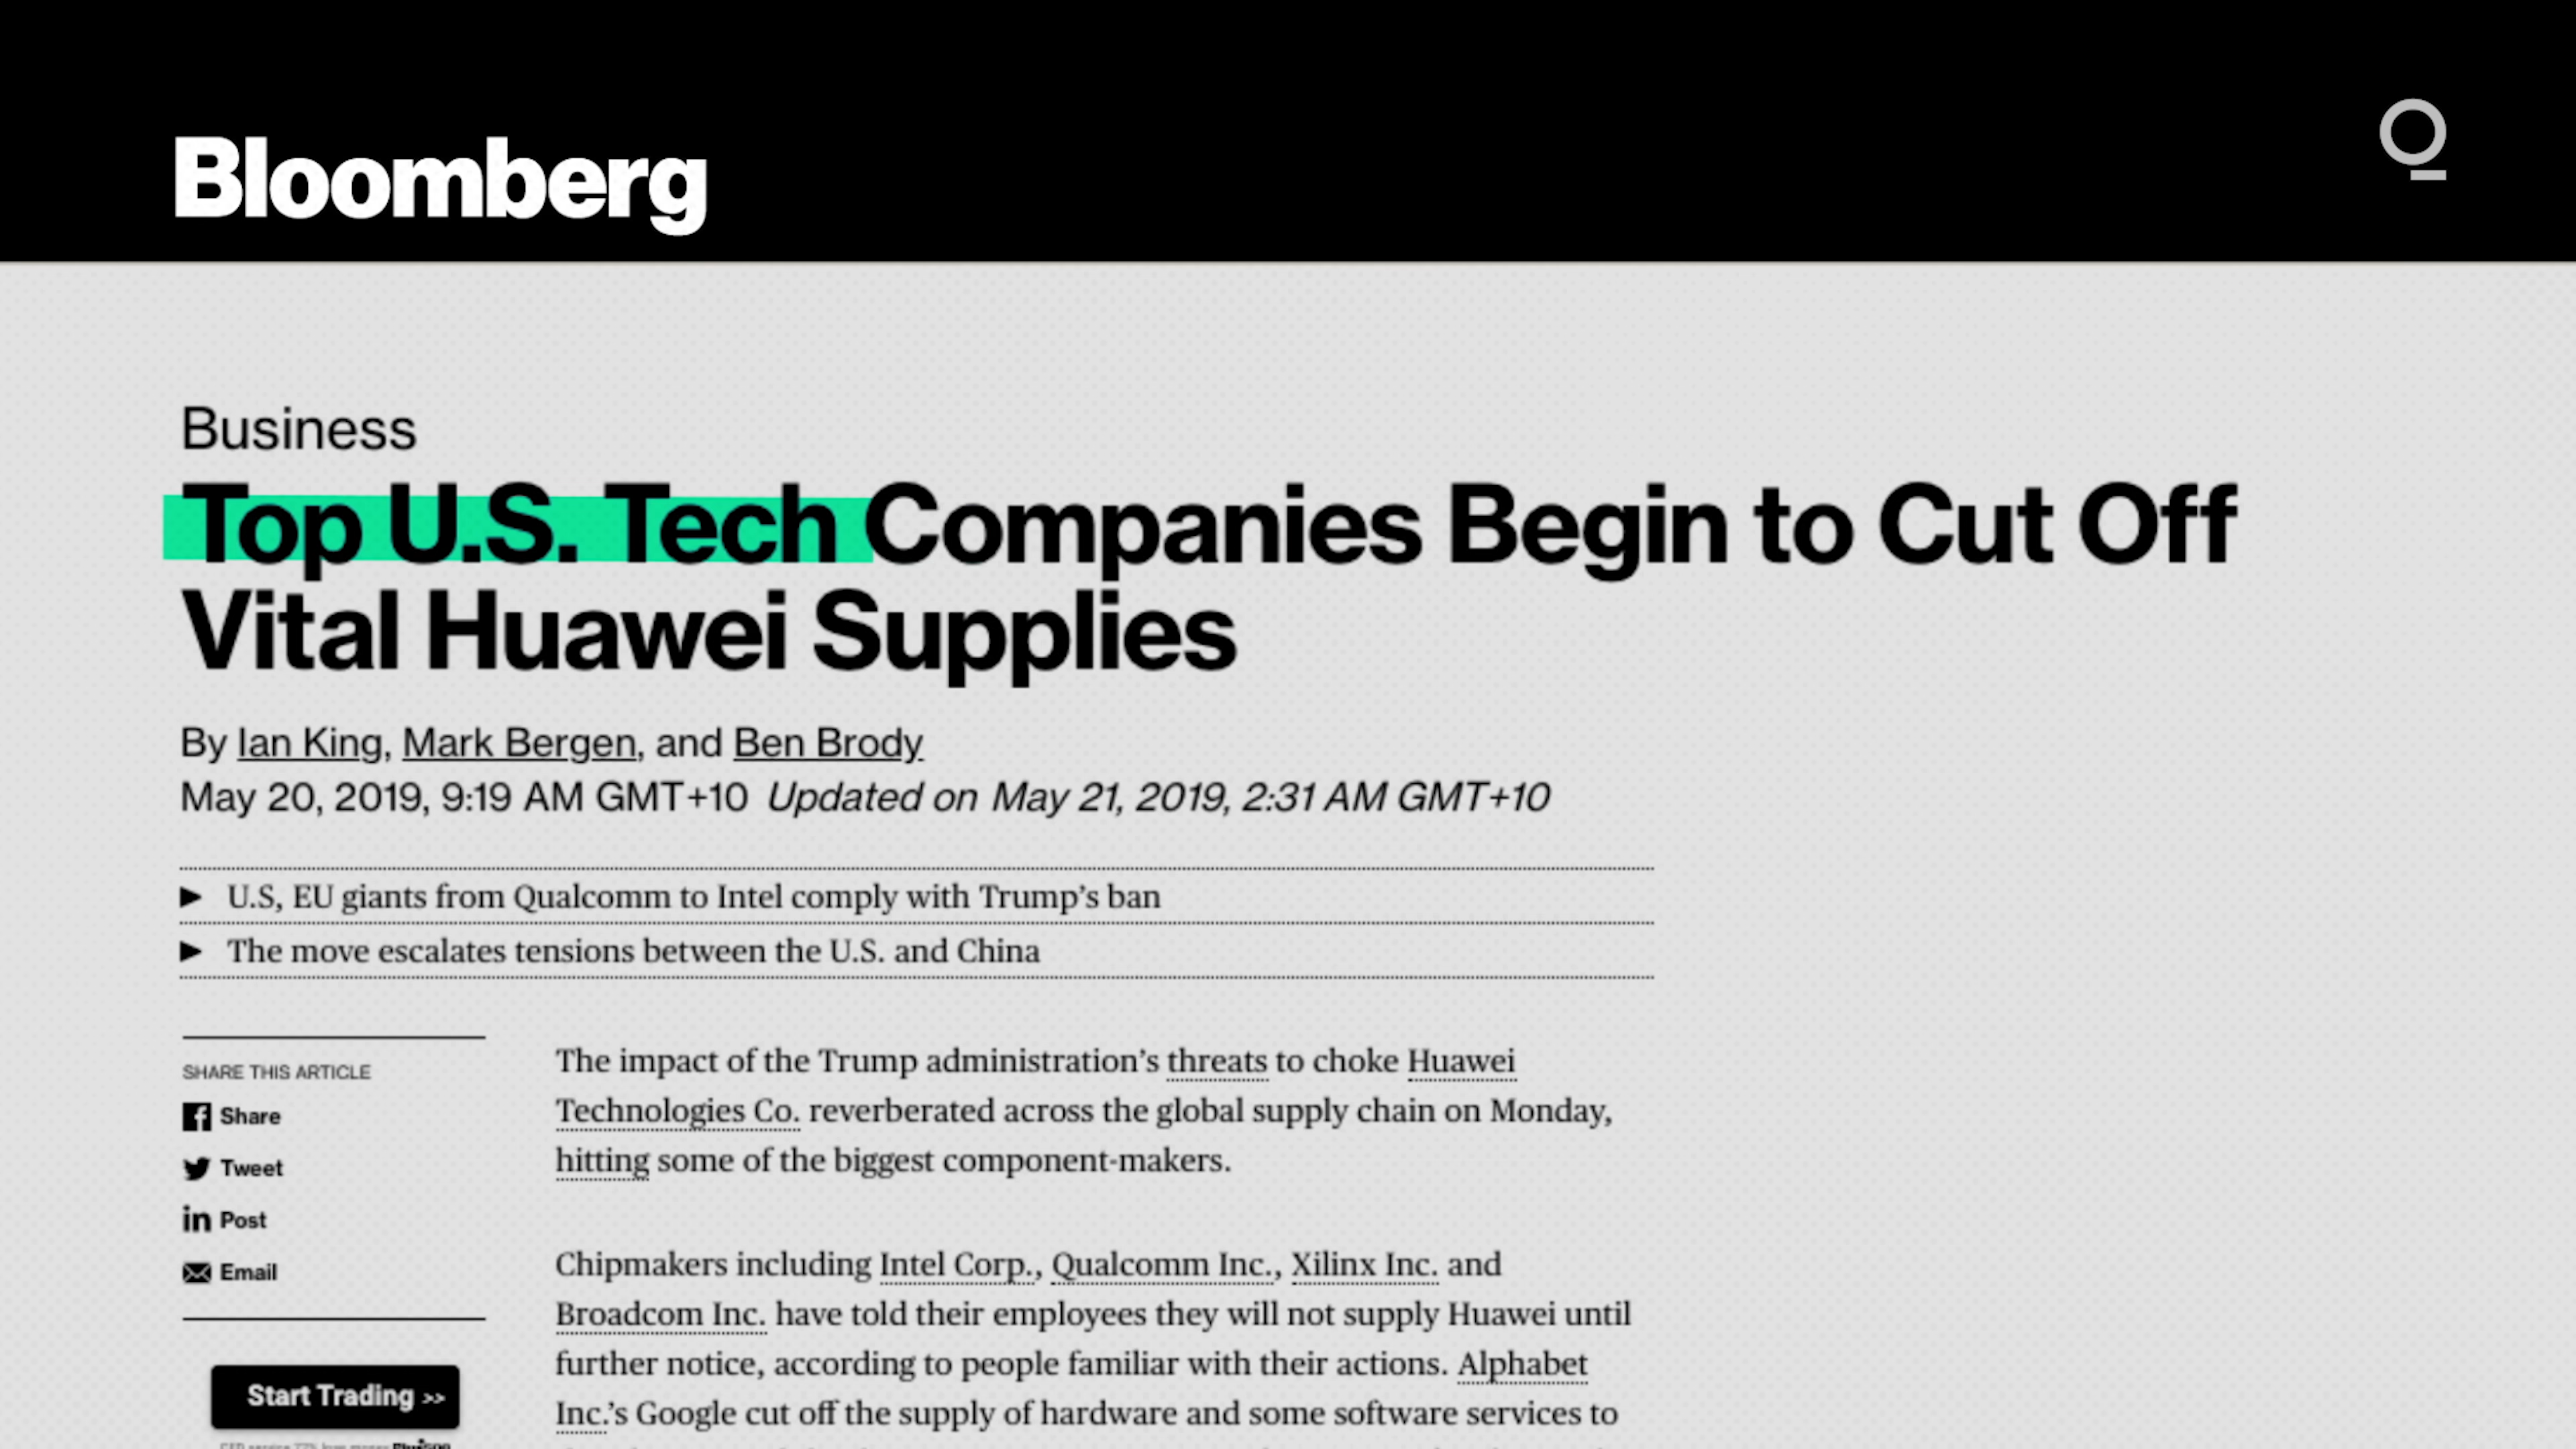 Bloomberg
Business
Top U.S. Tech Companies Begin to Cut Off
Vital Huawei Supplies
By Ian King, Mark Bergen, and Ben Brody
May 20, 2019, 9:19 AM GMT+10 Updated on May 21, 2019, 2:31 AM GMT+10
► U.S, EU giants from Qualcomm to Intel comply with Trump’s ban
► The move escalates tensions between the U.S. and China
SHARE THIS ARTICLE
Share
Tweet
in Post
Email
Start Trading >>
The impact of the Trump administration’s threats to choke Huawei
Technologies Co. reverberated across the global supply chain on Monday,
hitting some of the biggest component-makers.
Chipmakers including Intel Corp., Qualcomm Inc., Xilinx Inc. and
Broadcom Inc. have told their employees they will not supply Huawei until
further notice, according to people familiar with their actions. Alphabet
Inc.’s Google cut off the supply of hardware and some software services to